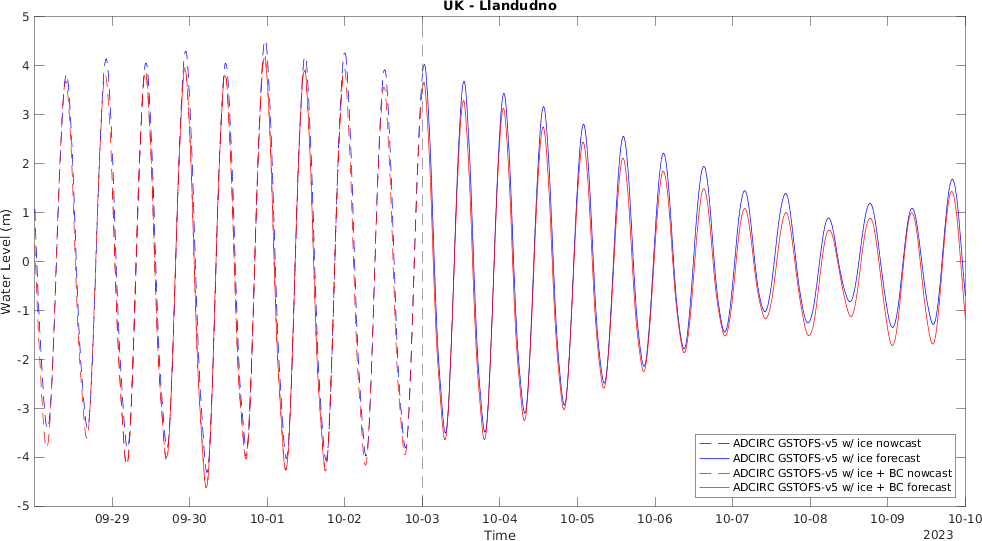 UK - Llandudno
5
4
3
2
1
0
-1
-2
-3
-4
-5
Water Level (m)
ADCIRC GSTOFS-v5 w/ ice nowcast
ADCIRC GSTOFS-v5 w/ ice forecast
ADCIRC GSTOFS-v5 w/ ice + BC nowcast
ADCIRC GSTOFS-v5 w/ ice + BC forecast
09-29 09-30 10-01 10-02 10-03 10-04 10-05 10-06 10-07 10-08 10-09 10-10
Time
2023